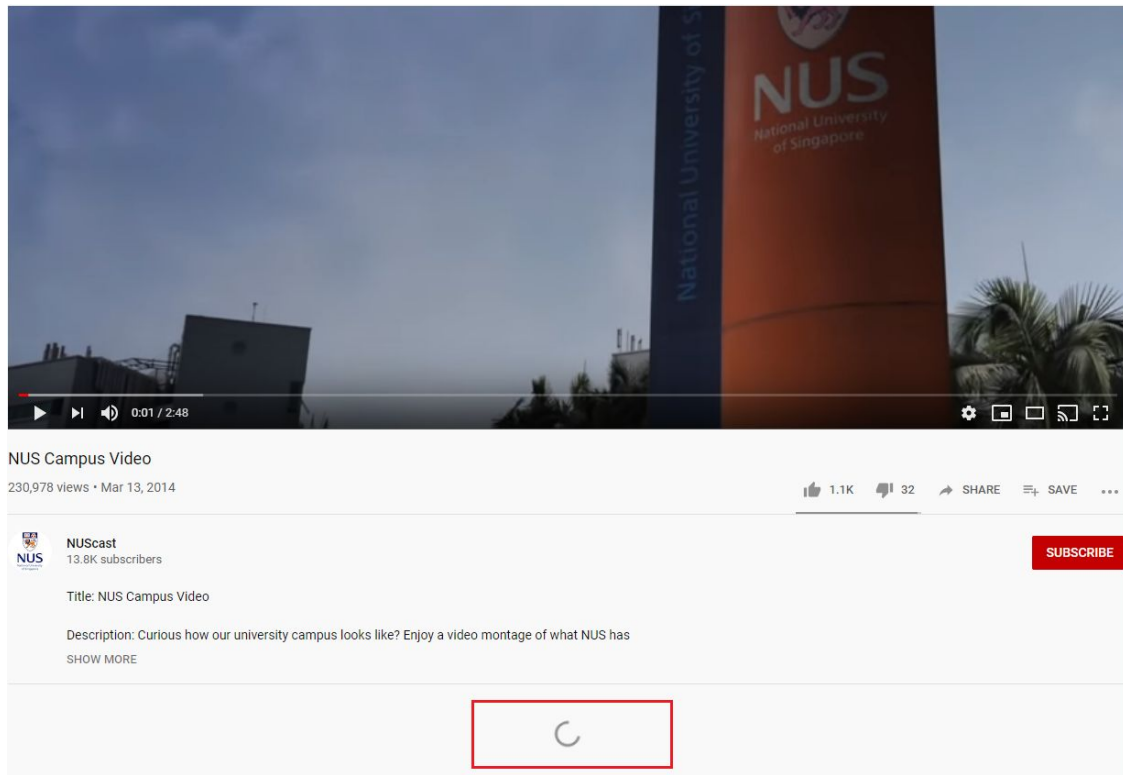 National University of S
NUS
National University
of Singapore
0:01 / 2:48
NUS Campus Video
230,978 views • Mar 13, 2014
1.1K 32 SHARE SAVE
NUScast
13.8K subscribers
SUBSCRIBE
NUS
Title: NUS Campus Video
Description: Curious how our university campus looks like? Enjoy a video montage of what NUS has
SHOW MORE